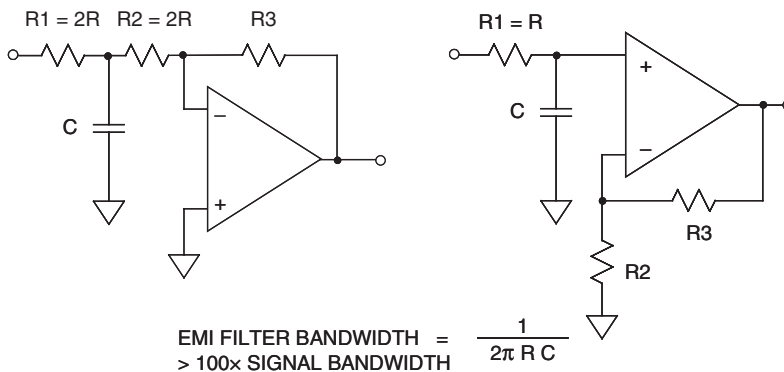 R1 = 2R R2 = 2R R3
R1 = R
C
–
+
C
+
–
R3
R2
EMI FILTER BANDWIDTH = 1
2π R C
> 100× SIGNAL BANDWIDTH